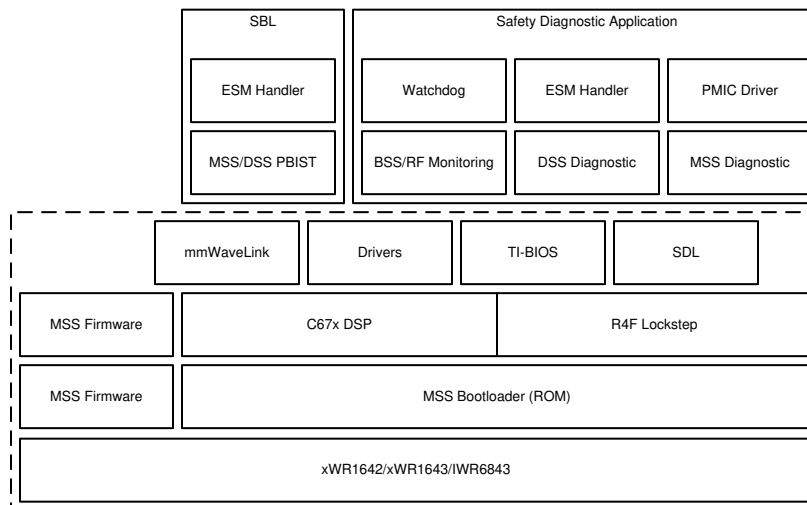 SBL
Safety Diagnostic Application
ESM Handler
Watchdog
ESM Handler
PMIC Driver
MSS/DSS PBIST
BSS/RF Monitoring
DSS Diagnostic
MSS Diagnostic
mmWaveLink
Drivers
TI-BIOS
SDL
MSS Firmware
C67x DSP
R4F Lockstep
MSS Firmware
MSS Bootloader (ROM)
xWR1642/xWR1643/IWR6843